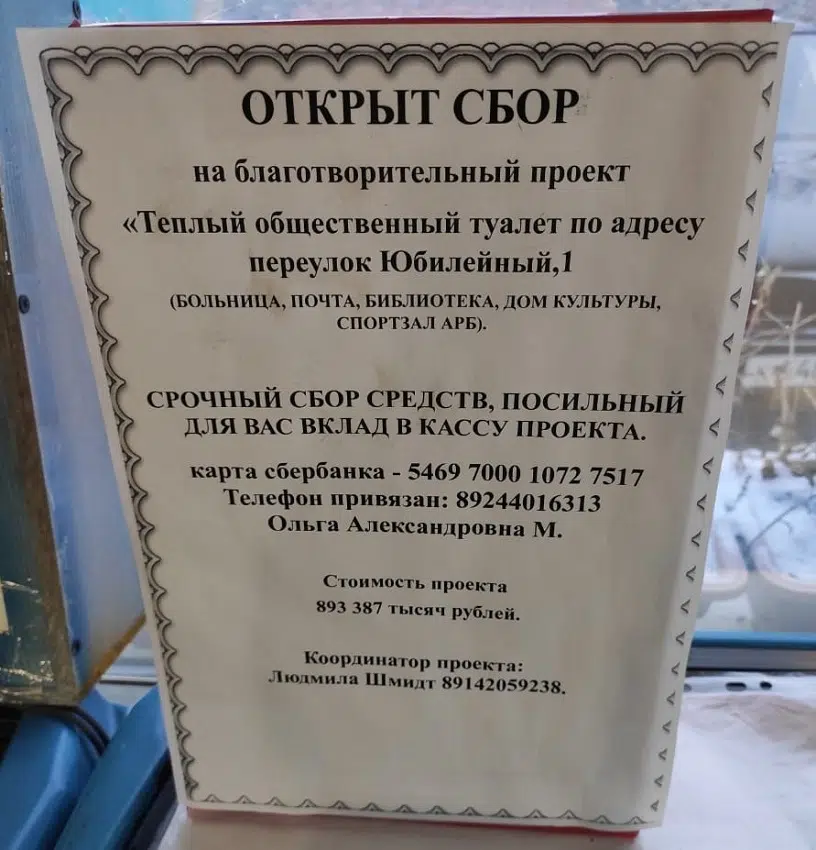 ОТКРЫТ СБОР
на благотворительный проект
«Теплый общественный туалет по адресу
переулок Юбилейный,1
(БОЛЬНИЦА, ПОЧТА, БИБЛИОТЕКА, ДОМ КУЛЬТУРЫ,
СПОРТЗАЛ АРБ).
СРОЧНЫЙ СБОР СРЕДСТВ, ПОСИЛЬНЫЙ
ДЛЯ ВАС ВКЛАД В КАССУ ПРОЕКТА.
карта сбербанка - 5469 7000 1072 7517
Телефон привязан: 89244016313
Ольга Александровна М.
Стоимость проекта
893 387 тысяч рублей.
Координатор проекта:
Людмила Шмидт 89142059238.